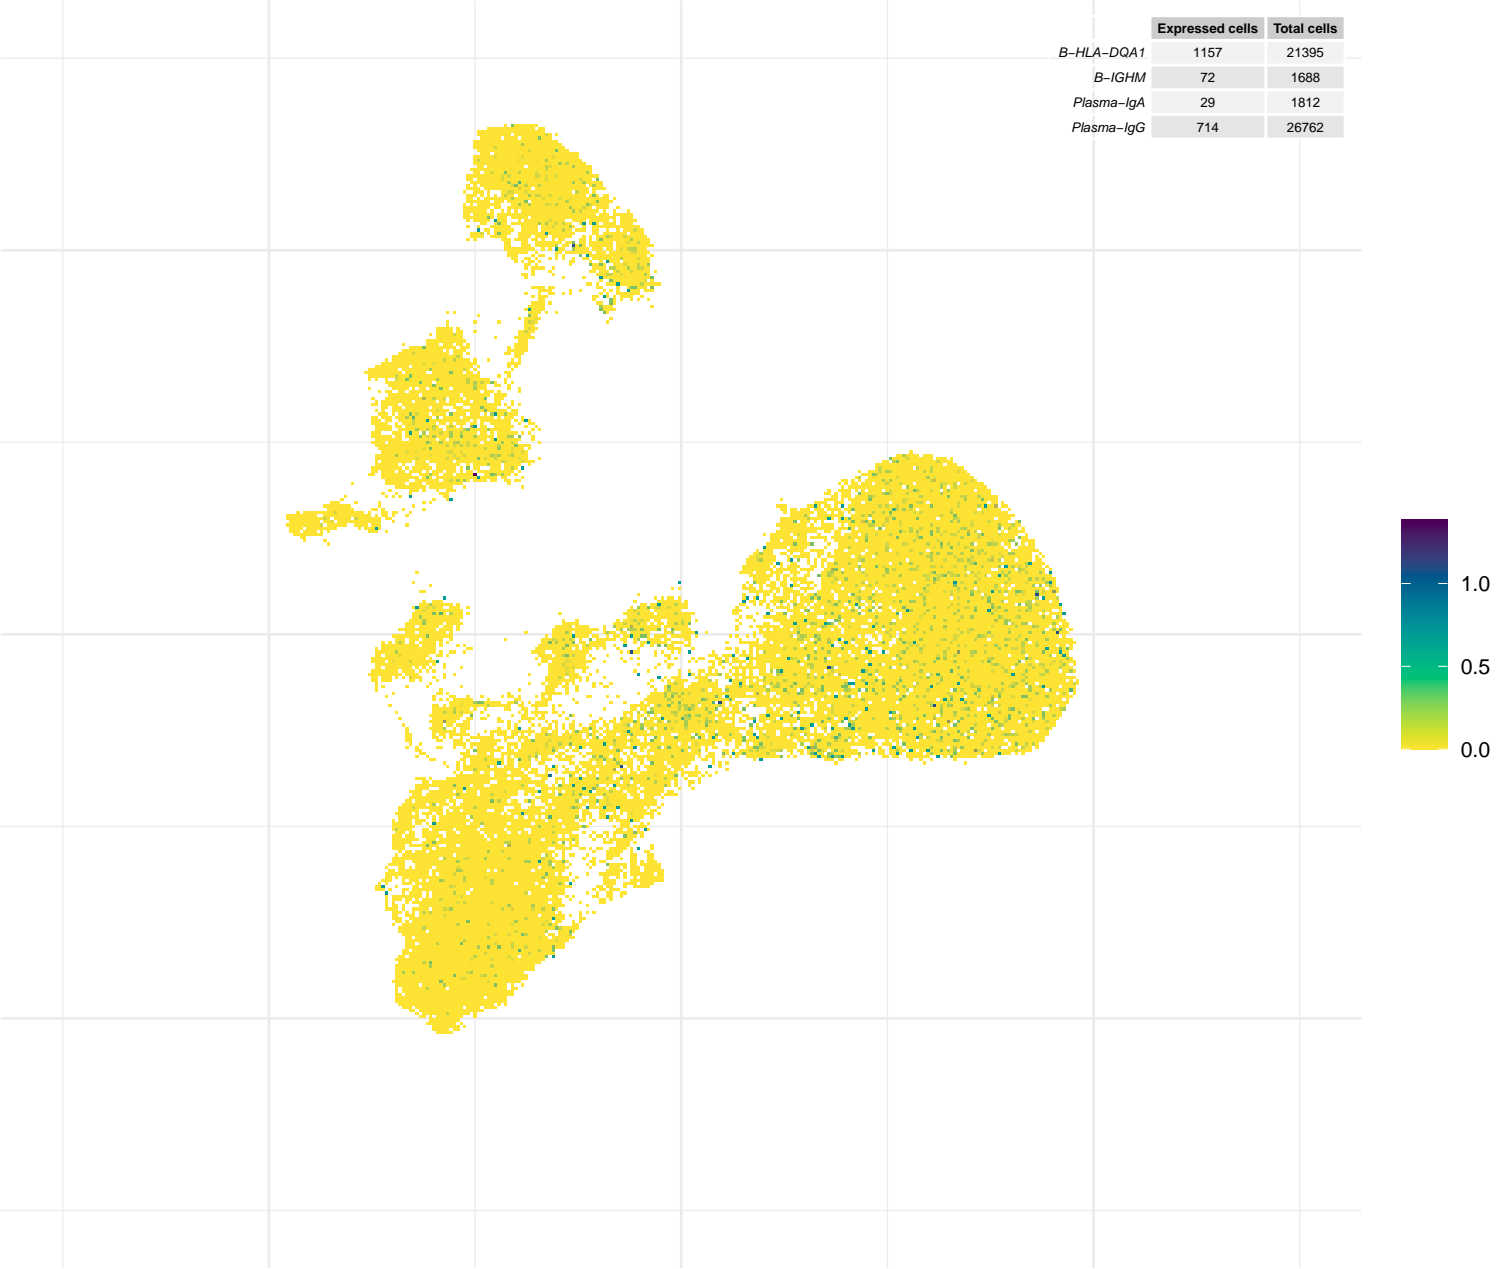 Expressed cells Total cells
B−HLA−DQA1 1157 21395
B−IGHM 72 1688
Plasma−IgA 29 1812
Plasma−IgG 714 26762
1.0
0.5
0.0